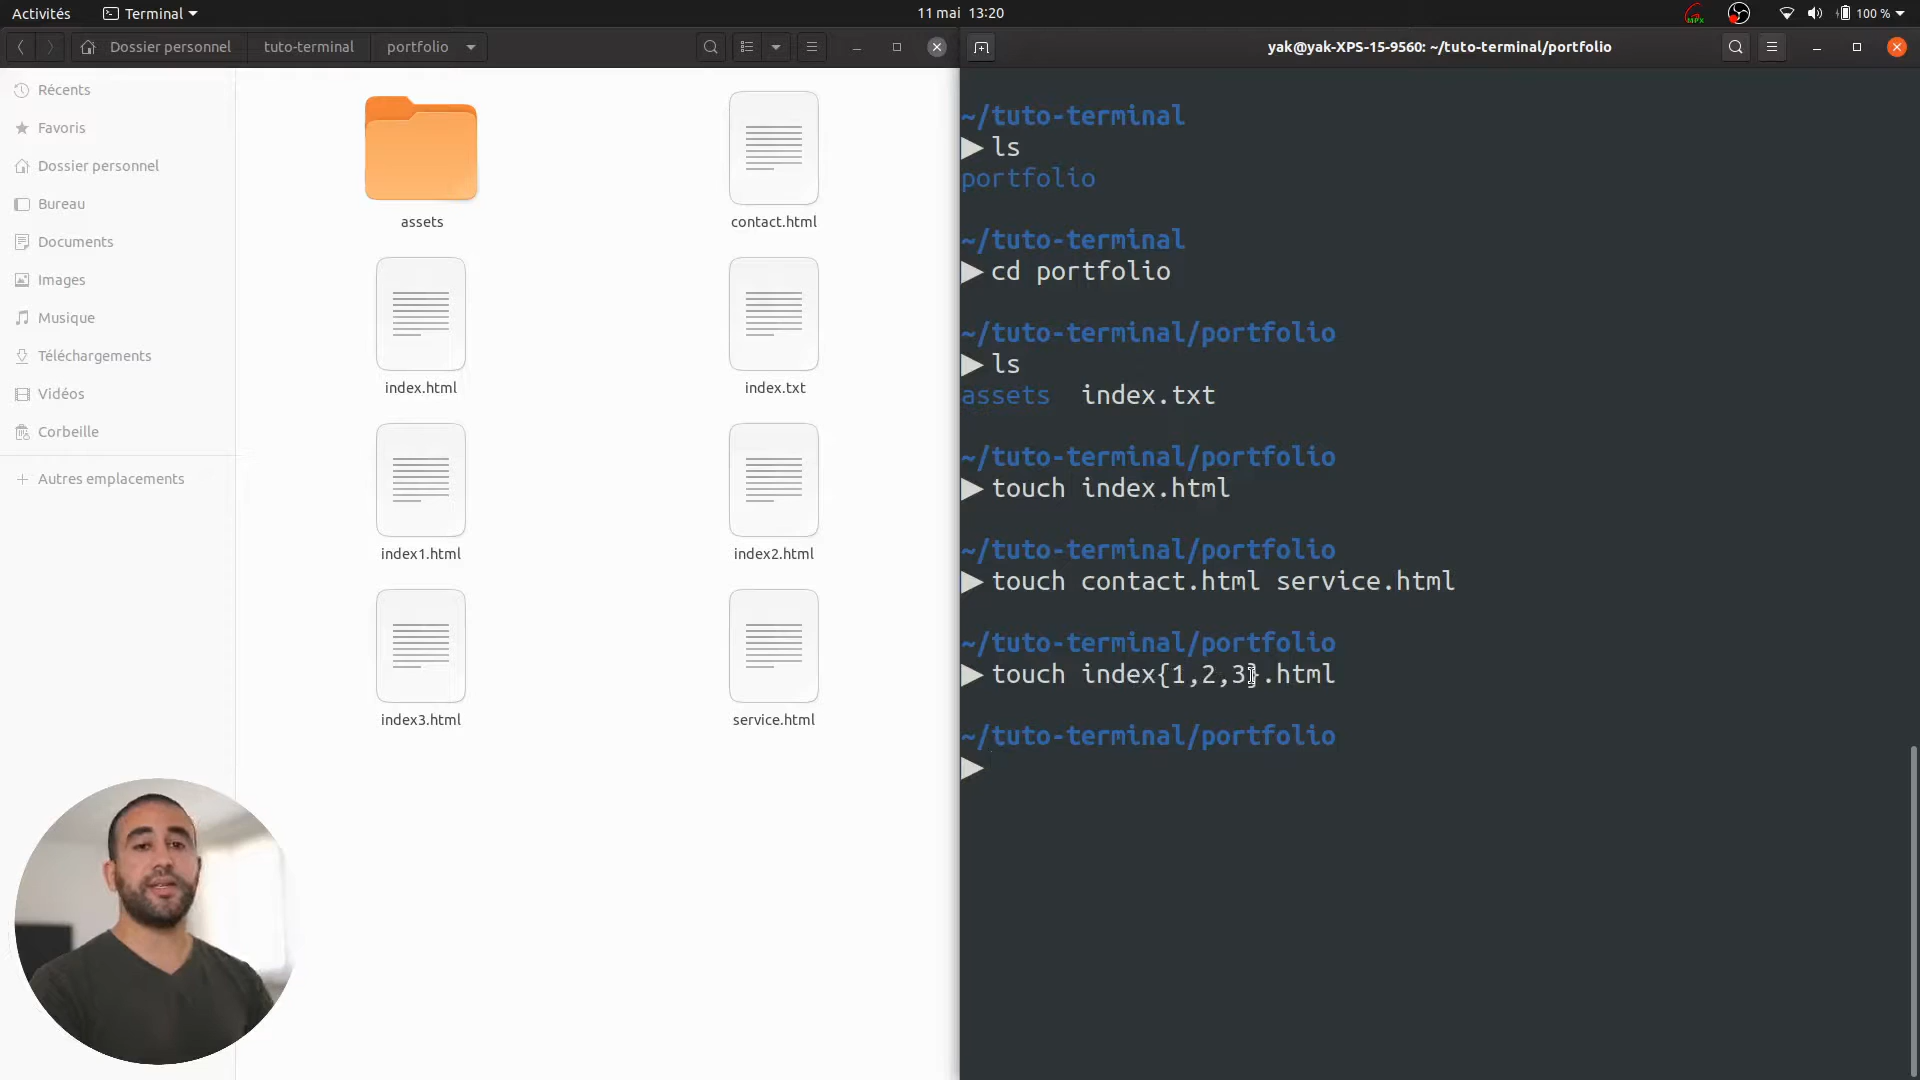 Activités
Terminal
11 mai 13:20
MPX
100 %
Dossier personnel
tuto-terminal
portfolio
yak@yak-XPS-15-9560: ~/tuto-terminal/portfolio
Récents
Favoris
Dossier personnel
Bureau
Documents
Images
Musique
Téléchargements
Vidéos
Corbeille
Autres emplacements
assets
contact.html
index.html
index.txt
index1.html
index2.html
index3.html
service.html
~/tuto-terminal
ls
portfolio
~/tuto-terminal
cd portfolio
~/tuto-terminal/portfolio
ls
assets index.txt
~/tuto-terminal/portfolio
touch index.html
~/tuto-terminal/portfolio
touch contact.html service.html
~/tuto-terminal/portfolio
touch index{1,2,3}.html
~/tuto-terminal/portfolio